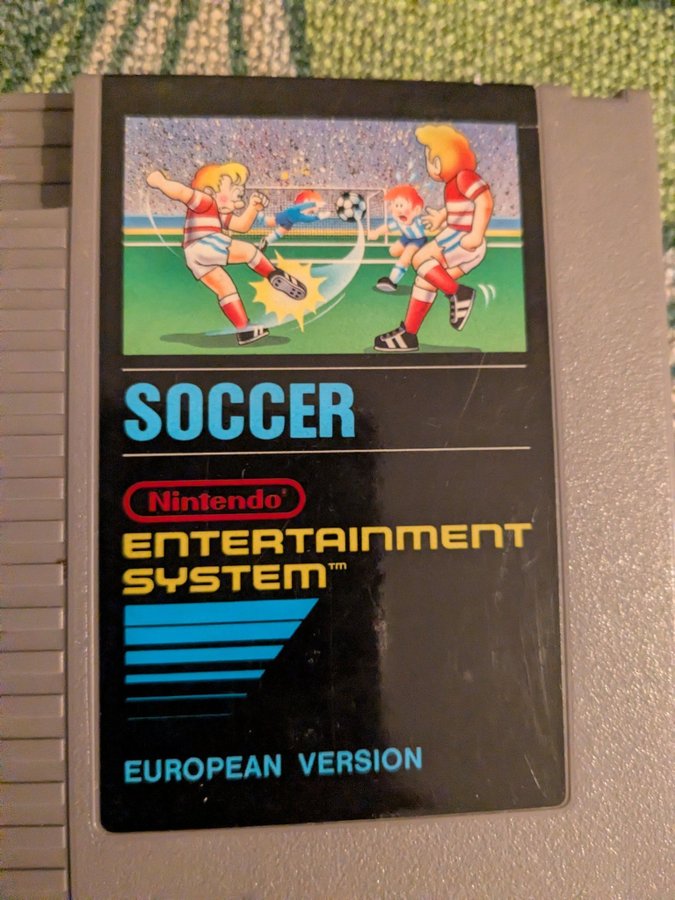 SOCCER
Nintendo®
ENTERTAINMENT
SYSTEM™
EUROPEAN VERSION